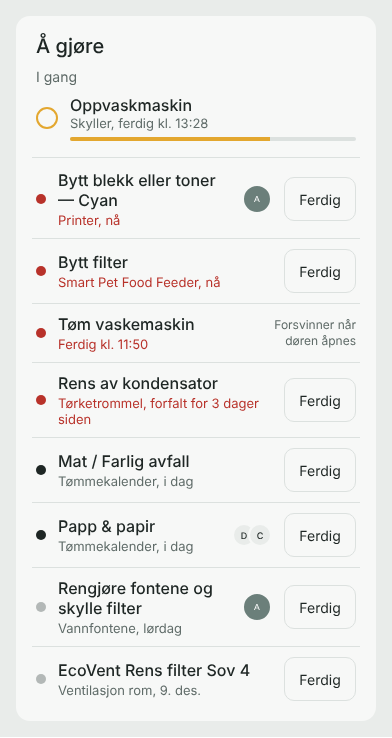 Å gjøre
I gang
Oppvaskmaskin
Skyller, ferdig kl. 13:28
Bytt blekk eller toner
— Cyan
Printer, nå
A
Ferdig
Bytt filter
Smart Pet Food Feeder, nå
Ferdig
Tøm vaskemaskin
Ferdig kl. 11:50
Forsvinner når
døren åpnes
Rens av kondensator
Tørketrommel, forfalt for 3 dager
siden
Ferdig
Mat / Farlig avfall
Tømmekalender, i dag
Ferdig
Papp & papir
Tømmekalender, i dag
D C
Ferdig
Rengjøre fontene og
skylle filter
Vannfontene, lørdag
A
Ferdig
EcoVent Rens filter Sov 4
Ventilasjon rom, 9. des.
Ferdig